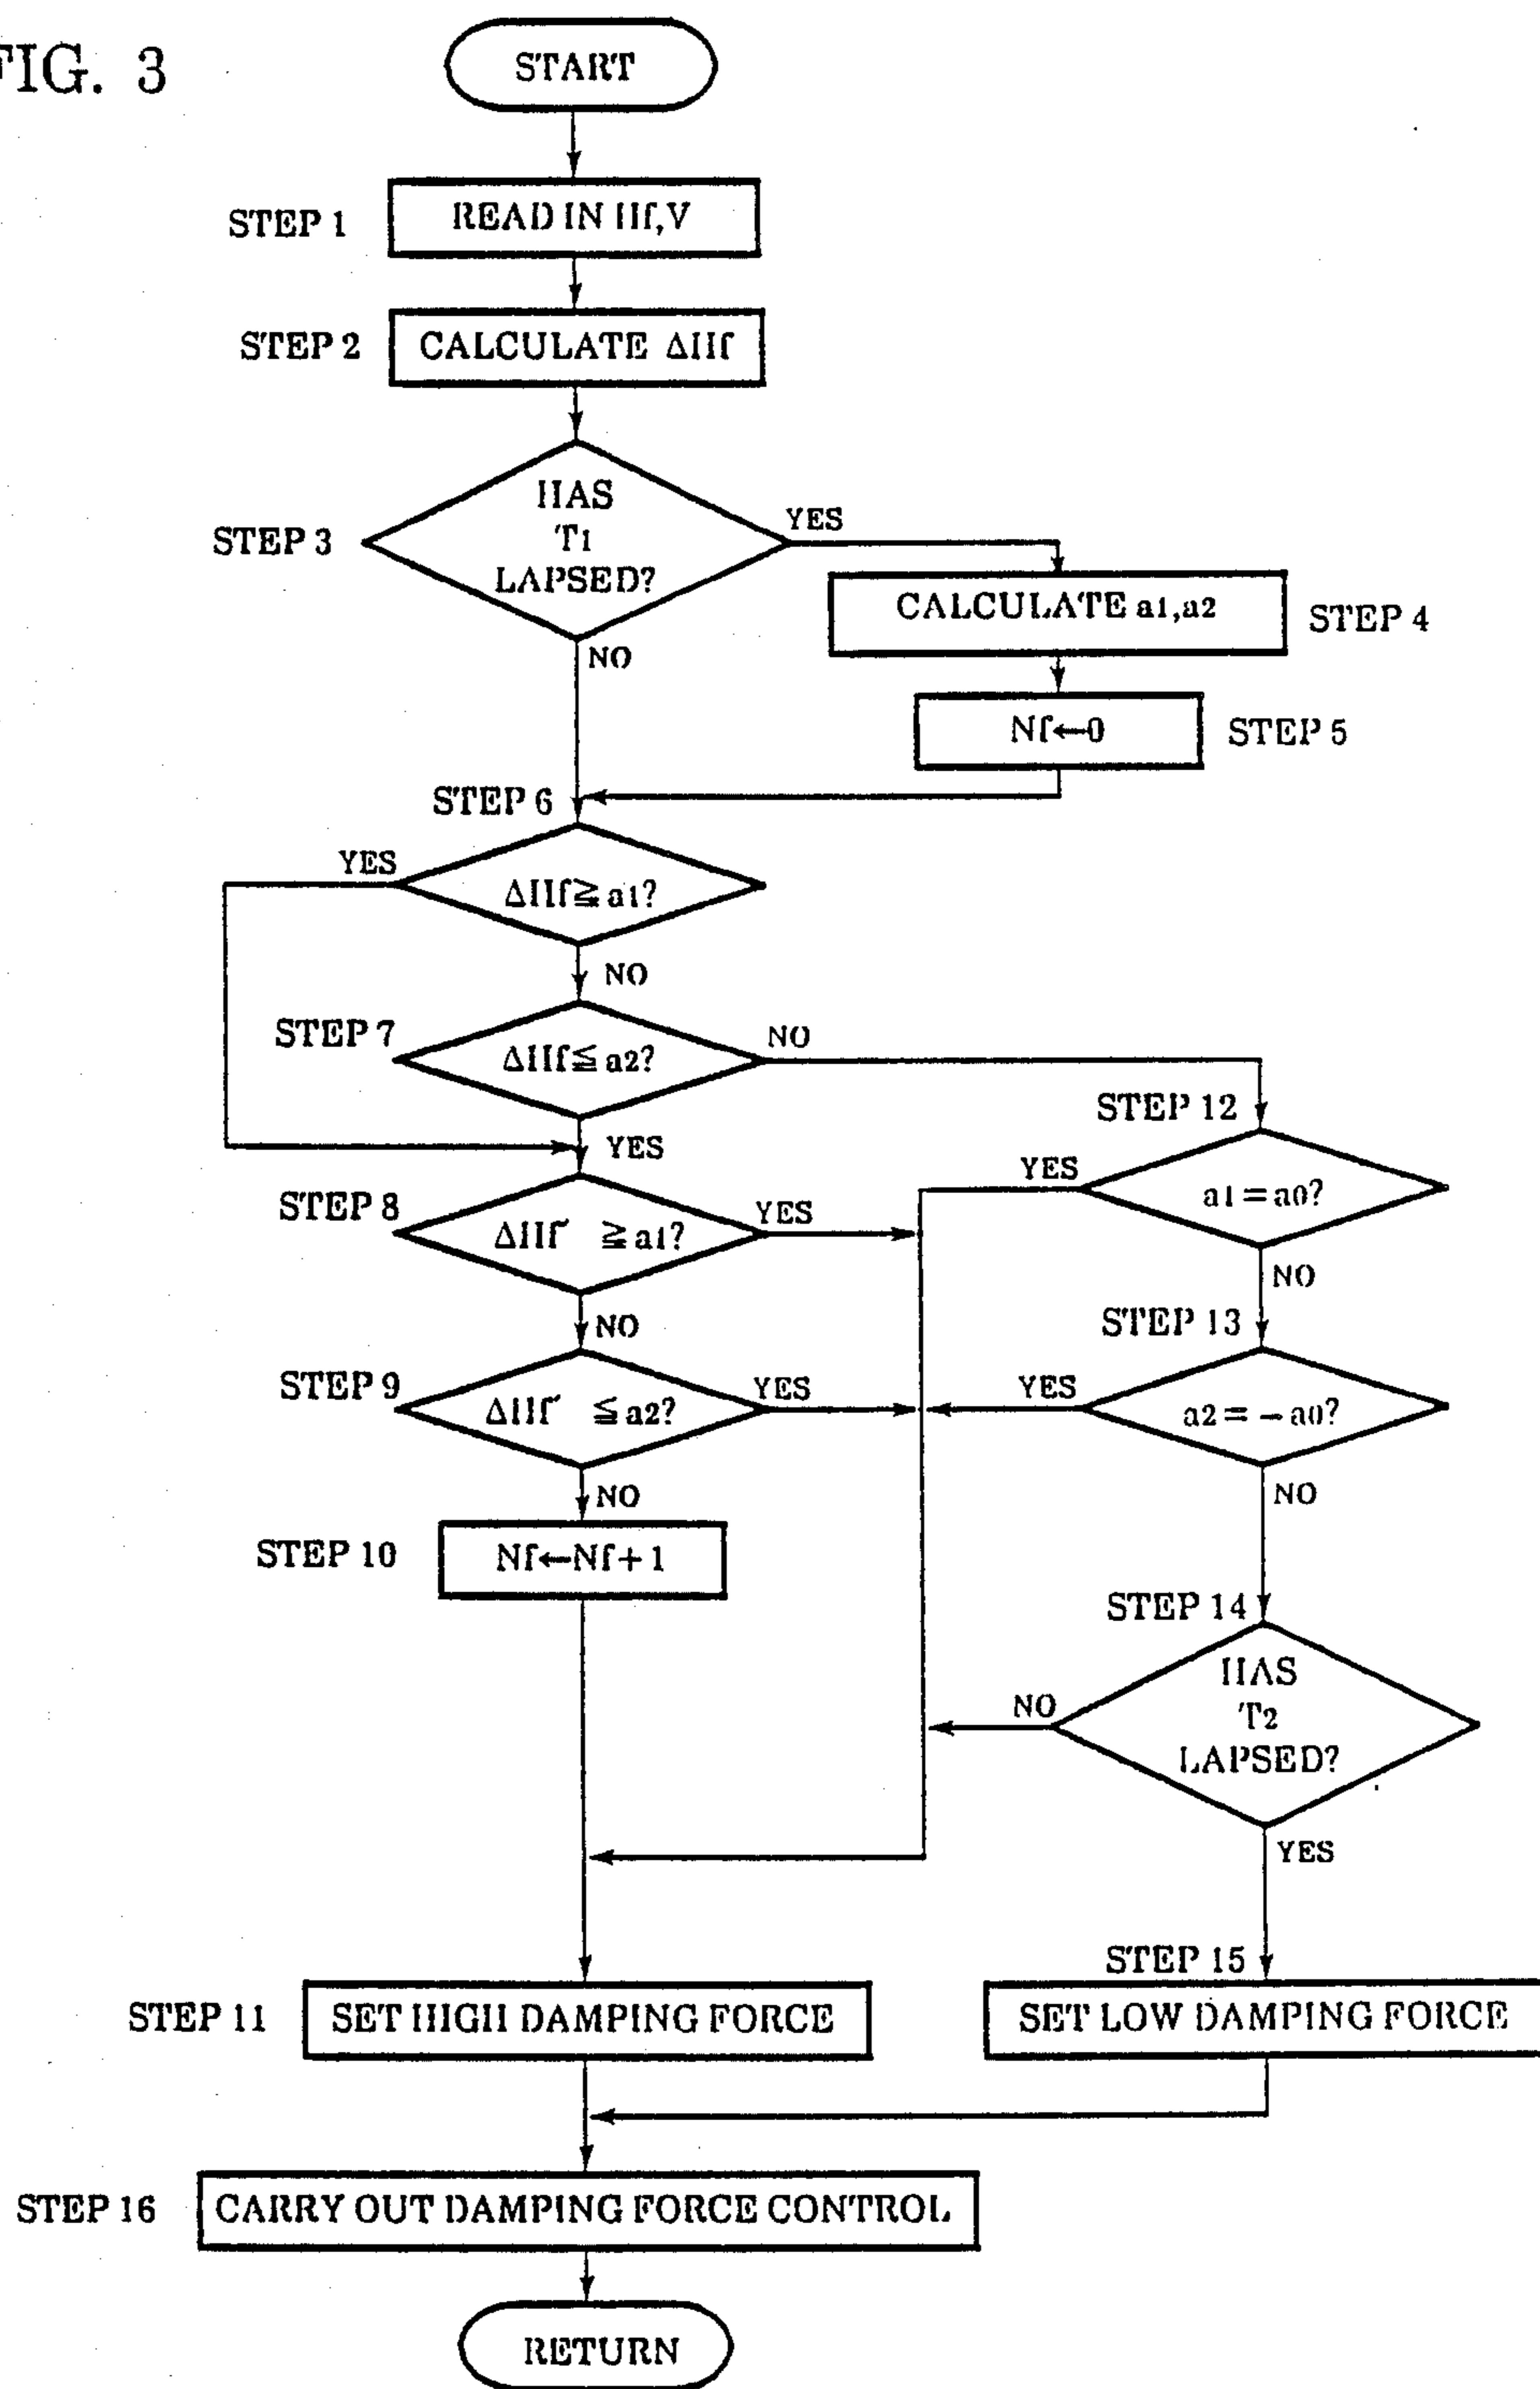 FIG. 3
START
STEP 1
READ IN Hf,V
STEP 2
CALCULATE ΔHf
STEP 3
HAS
T1
LAPSED?
YES
NO
CALCULATE a1,a2
STEP 4
Nf←0
STEP 5
STEP 6
YES
ΔHf≧a1?
NO
STEP 7
ΔHf≦a2?
NO
YES
STEP 12
YES
a1=a0?
NO
STEP 8
ΔHf′ ≧a1?
YES
NO
STEP 13
YES
a2=-a0?
NO
STEP 9
ΔHf′ ≦a2?
YES
NO
STEP 10
Nf←Nf+1
STEP 14
HAS
T2
LAPSED?
NO
YES
STEP 11
SET HIGH DAMPING FORCE
STEP 15
SET LOW DAMPING FORCE
STEP 16
CARRY OUT DAMPING FORCE CONTROL
RETURN